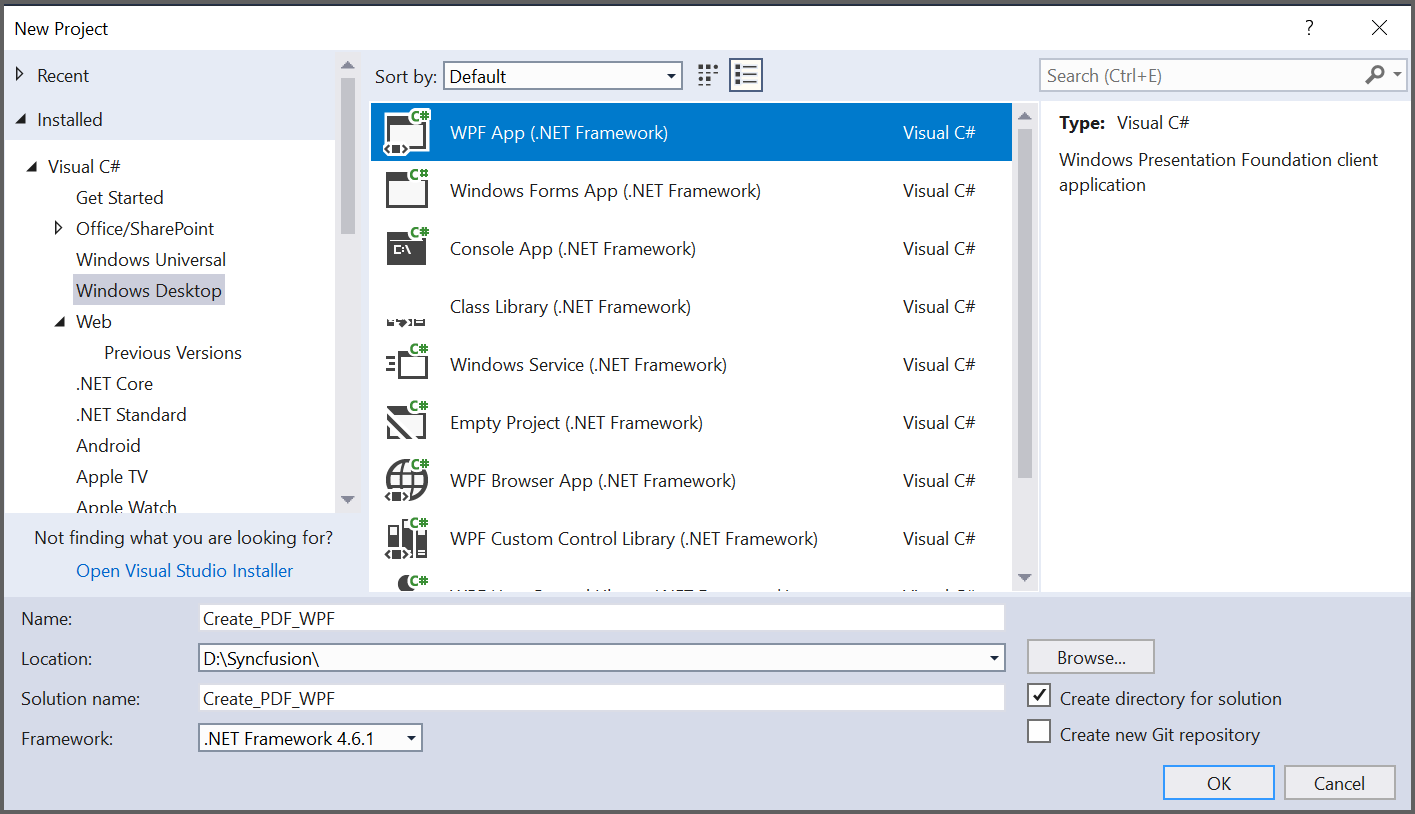 New Project
?
Recent
Installed
Visual C#
Get Started
Office/SharePoint
Windows Universal
Windows Desktop
Web
Previous Versions
.NET Core
.NET Standard
Android
Apple TV
Apple Watch
Not finding what you are looking for?
Open Visual Studio Installer
Sort by: Default
C# WPF App (.NET Framework) Visual C#
C# Windows Forms App (.NET Framework) Visual C#
C# C:\ Console App (.NET Framework) Visual C#
Class Library (.NET Framework) Visual C#
C# Windows Service (.NET Framework) Visual C#
C# Empty Project (.NET Framework) Visual C#
C# WPF Browser App (.NET Framework) Visual C#
C# WPF Custom Control Library (.NET Framework) Visual C#
C#
Search (Ctrl+E)
Type: Visual C#
Windows Presentation Foundation client
application
Name: Create_PDF_WPF
Location: D:\Syncfusion\
Browse...
Solution name: Create_PDF_WPF
Create directory for solution
Framework: .NET Framework 4.6.1
Create new Git repository
OK Cancel